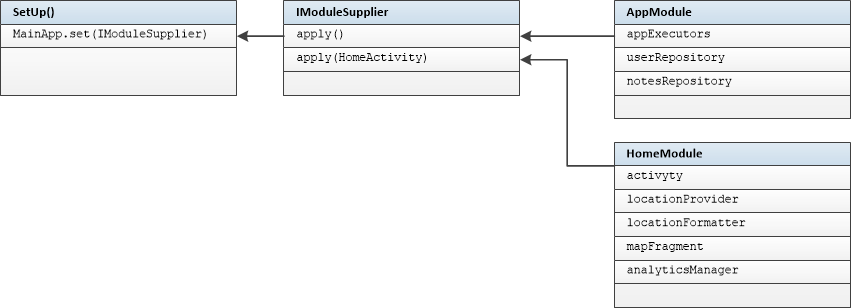 SetUp()
MainApp.set(IModuleSupplier)
IModuleSupplier
apply()
apply(HomeActivity)
AppModule
appExecutors
userRepository
notesRepository
HomeModule
activyty
locationProvider
locationFormatter
mapFragment
analyticsManager